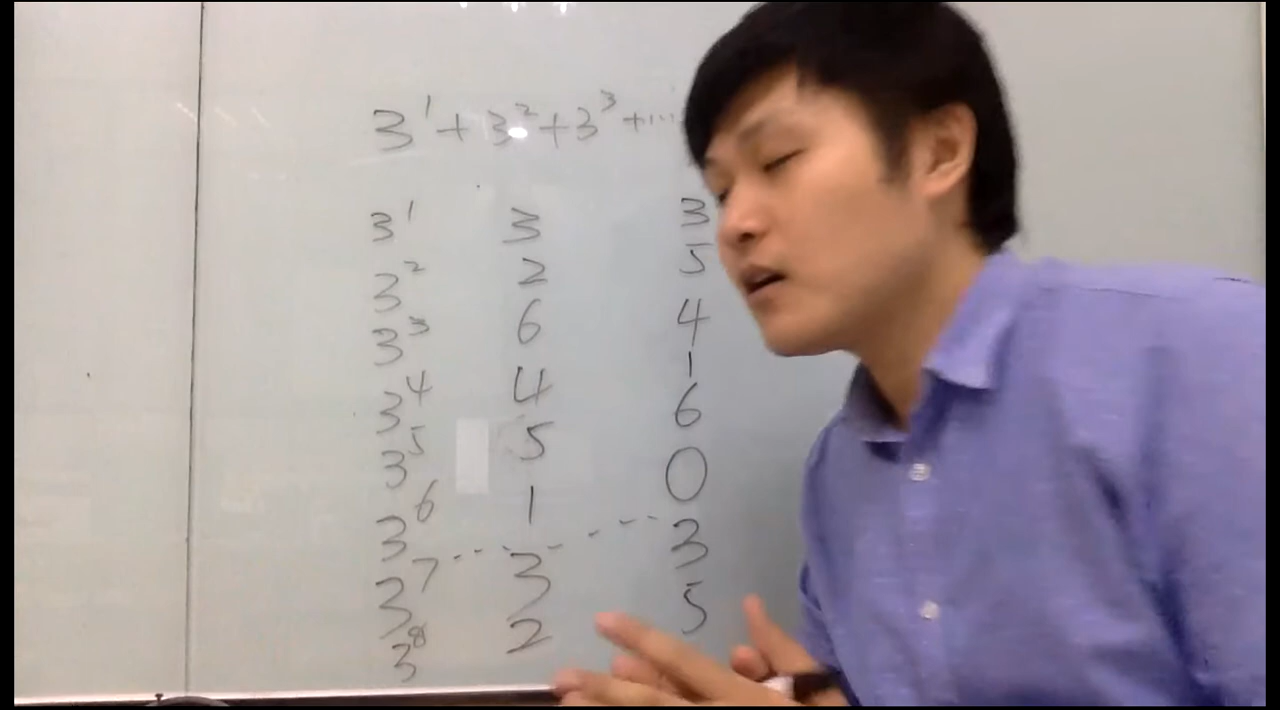 3¹ + 3² + 3³ + ...
3¹ 3 3
3² 2 5
3³ 6 4
3⁴ 4 1
3⁵ 5 6
3⁶ 1 0
3⁷ 3 3
3⁸ 2 5